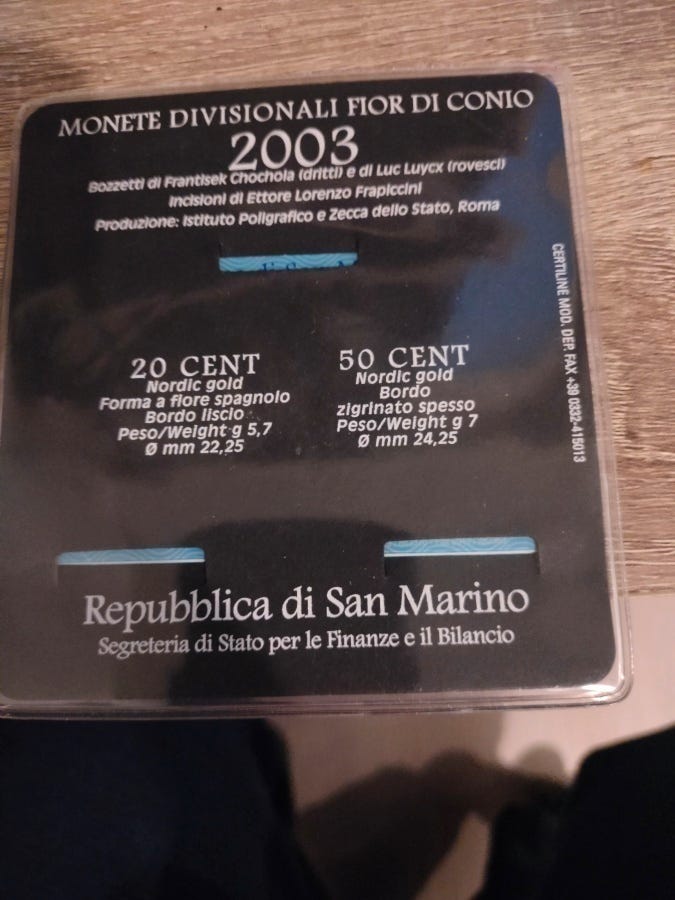 MONETE DIVISIONALI FIOR DI CONIO
2003
Bozzetti di Frantisek Chochola (dritti) e di Luc Luycx (rovesci)
Incisioni di Ettore Lorenzo Frapiccini
Produzione: Istituto Poligrafico e Zecca dello Stato, Roma
20 CENT
Nordic gold
Forma a fiore spagnolo
Bordo liscio
Peso/Weight g 5,7
Ø mm 22,25
50 CENT
Nordic gold
Bordo
zigrinato spesso
Peso/Weight g 7
Ø mm 24,25
CERTILINE MOD. DEP. FAX +39 0332-415013
Repubblica di San Marino
Segreteria di Stato per le Finanze e il Bilancio